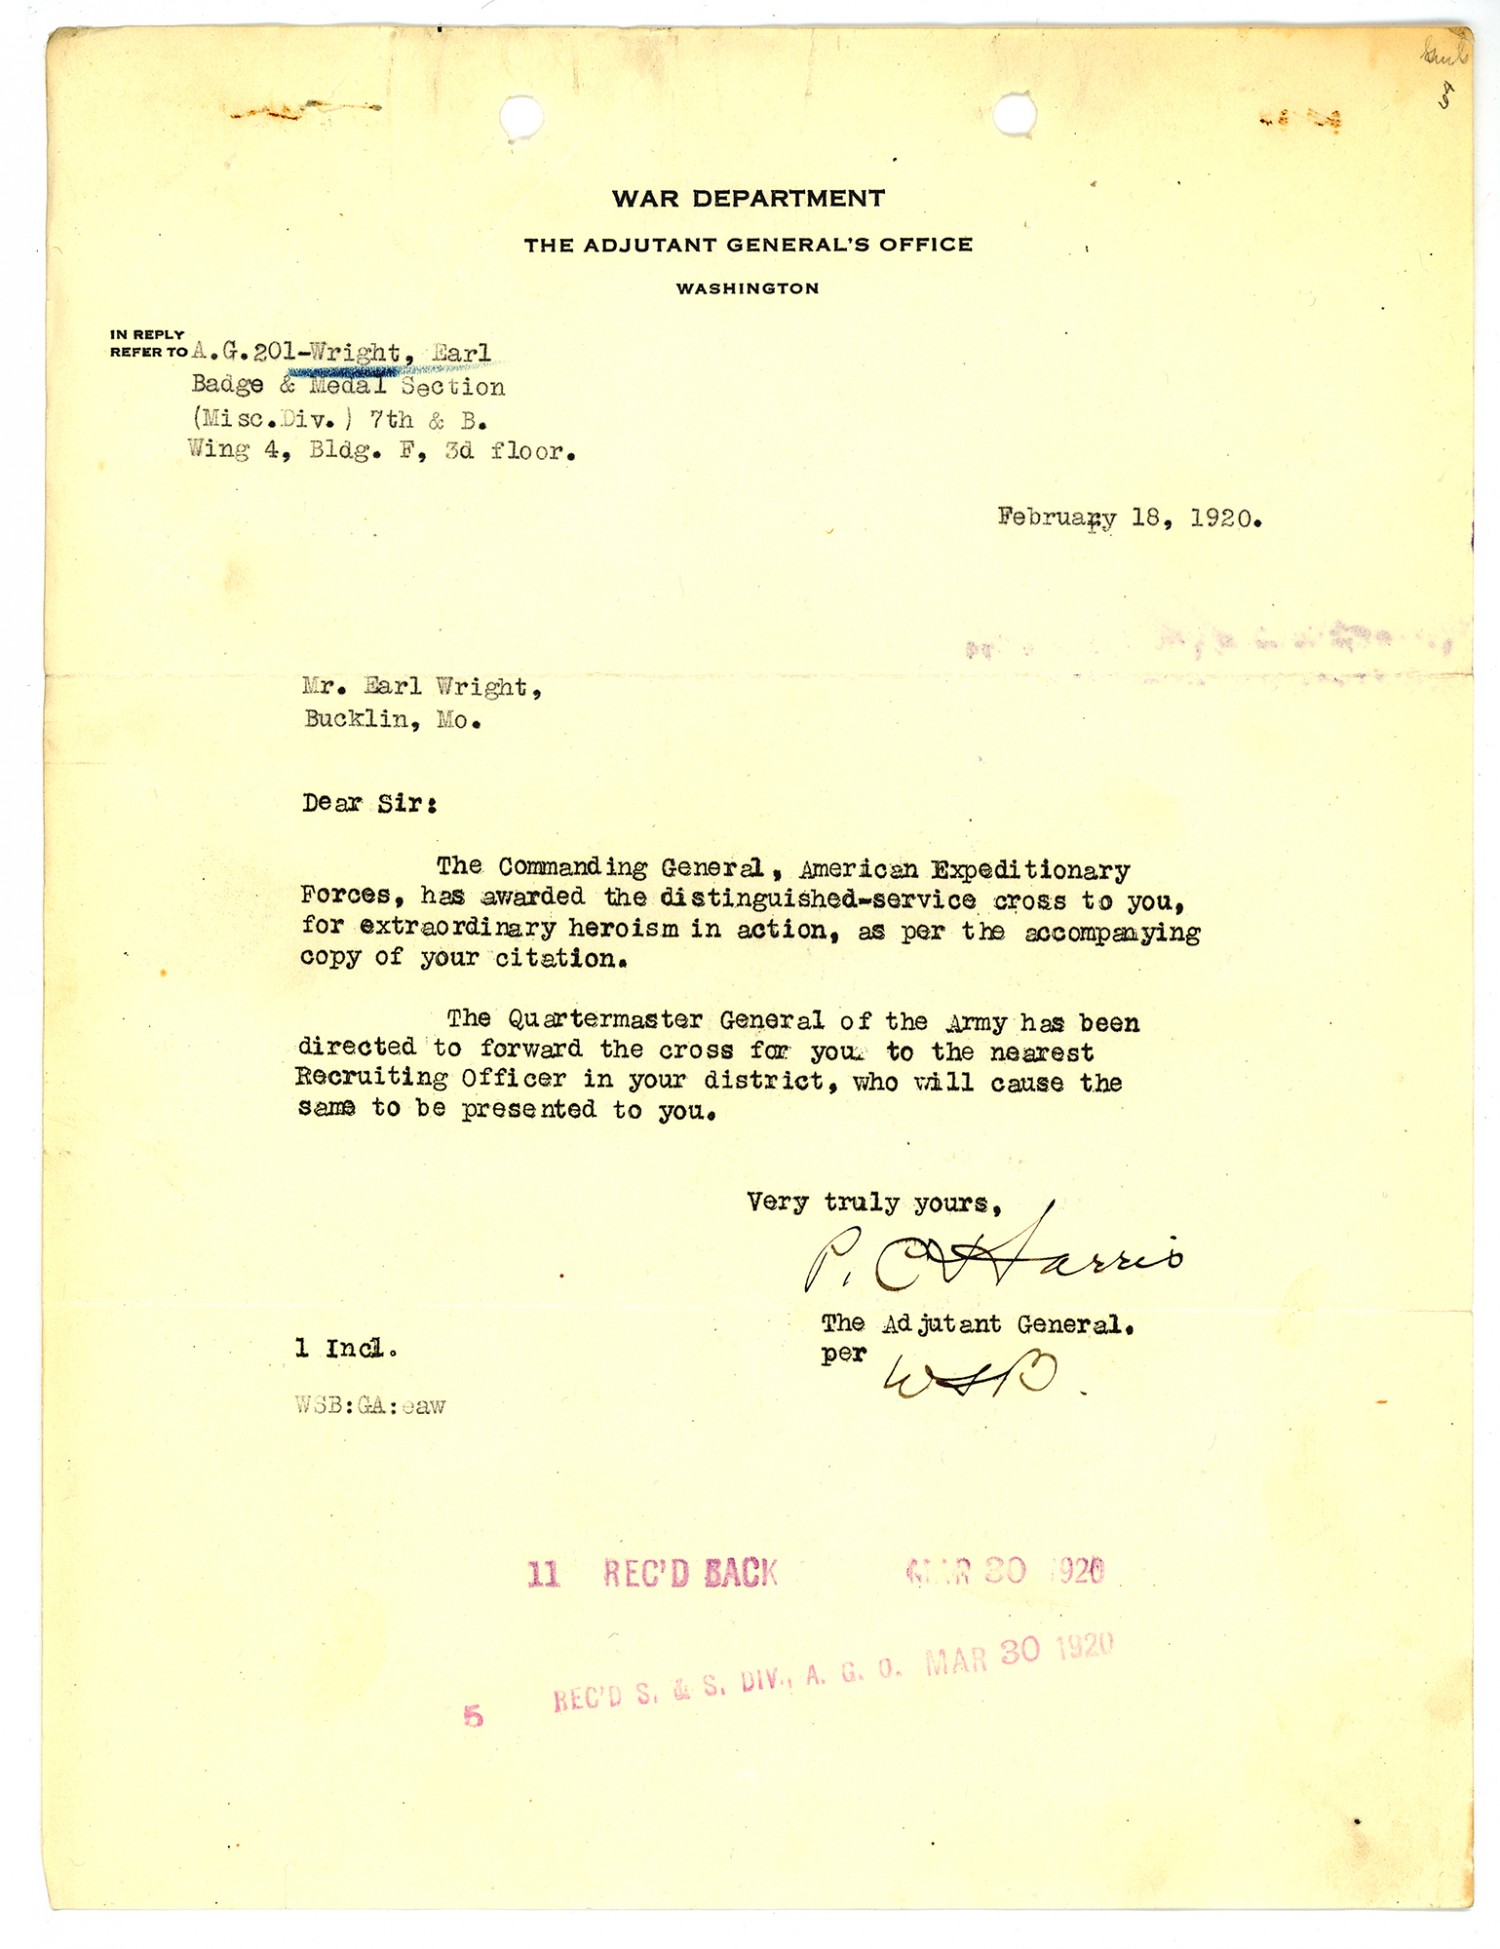 WAR DEPARTMENT
THE ADJUTANT GENERAL'S OFFICE
WASHINGTON
IN REPLY
REFER TO A.G.201-Wright, Earl
Badge & Medal Section
(Misc.Div.) 7th & B.
Wing 4, Bldg. F, 3d floor.
February 18, 1920.
Mr. Earl Wright,
Bucklin, Mo.
Dear Sir:
The Commanding General, American Expeditionary
Forces, has awarded the distinguished-service cross to you,
for extraordinary heroism in action, as per the accompanying
copy of your citation.
The Quartermaster General of the Army has been
directed to forward the cross for you to the nearest
Recruiting Officer in your district, who will cause the
same to be presented to you.
Very truly yours,
P. C. Harris
The Adjutant General.
per WSB.
1 Incl.
WSB:GA:eaw
11 REC'D BACK MAR 30 1920
5 REC'D S. & S. DIV., A. G. O. MAR 30 1920